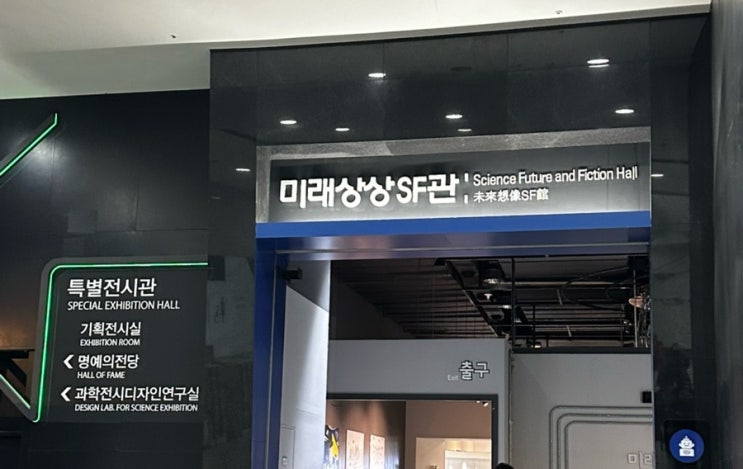 미래상상SF관
Science Future and Fiction Hall
未來想像SF館
특별전시관
SPECIAL EXHIBITION HALL
기획전시실
EXHIBITION ROOM
명예의전당
HALL OF FAME
과학전시디자인연구실
DESIGN LAB. FOR SCIENCE EXHIBITION
Exit 출구
미래